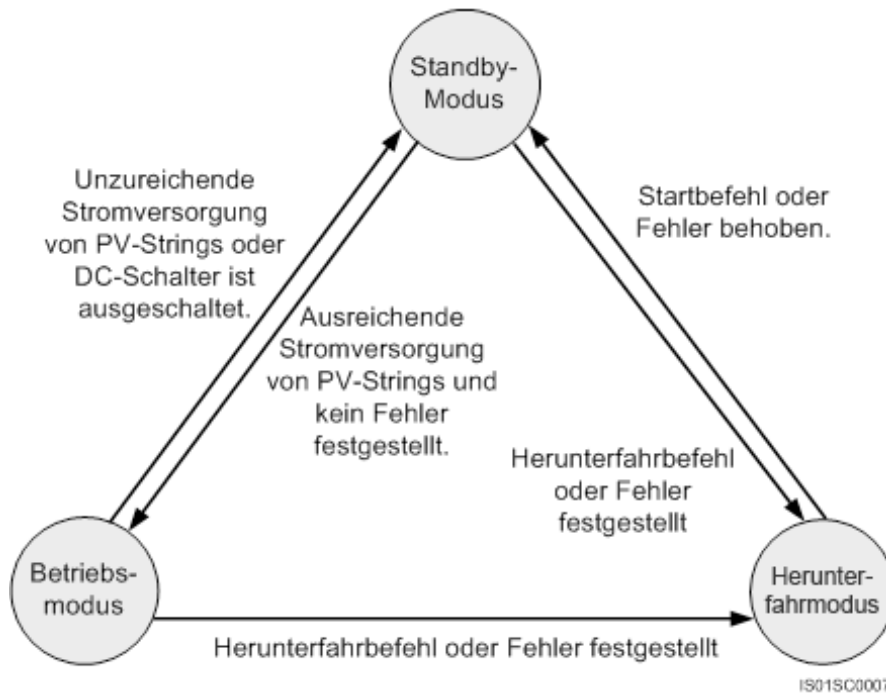 Standby-
Modus
Unzureichende
Stromversorgung
von PV-Strings oder
DC-Schalter ist
ausgeschaltet.
Startbefehl oder
Fehler behoben.
Ausreichende
Stromversorgung
von PV-Strings und
kein Fehler
festgestellt.
Herunterfahrbefehl
oder Fehler
festgestellt
Betriebs-
modus
Herunter-
fahrmodus
Herunterfahrbefehl oder Fehler festgestellt
IS01SC0007